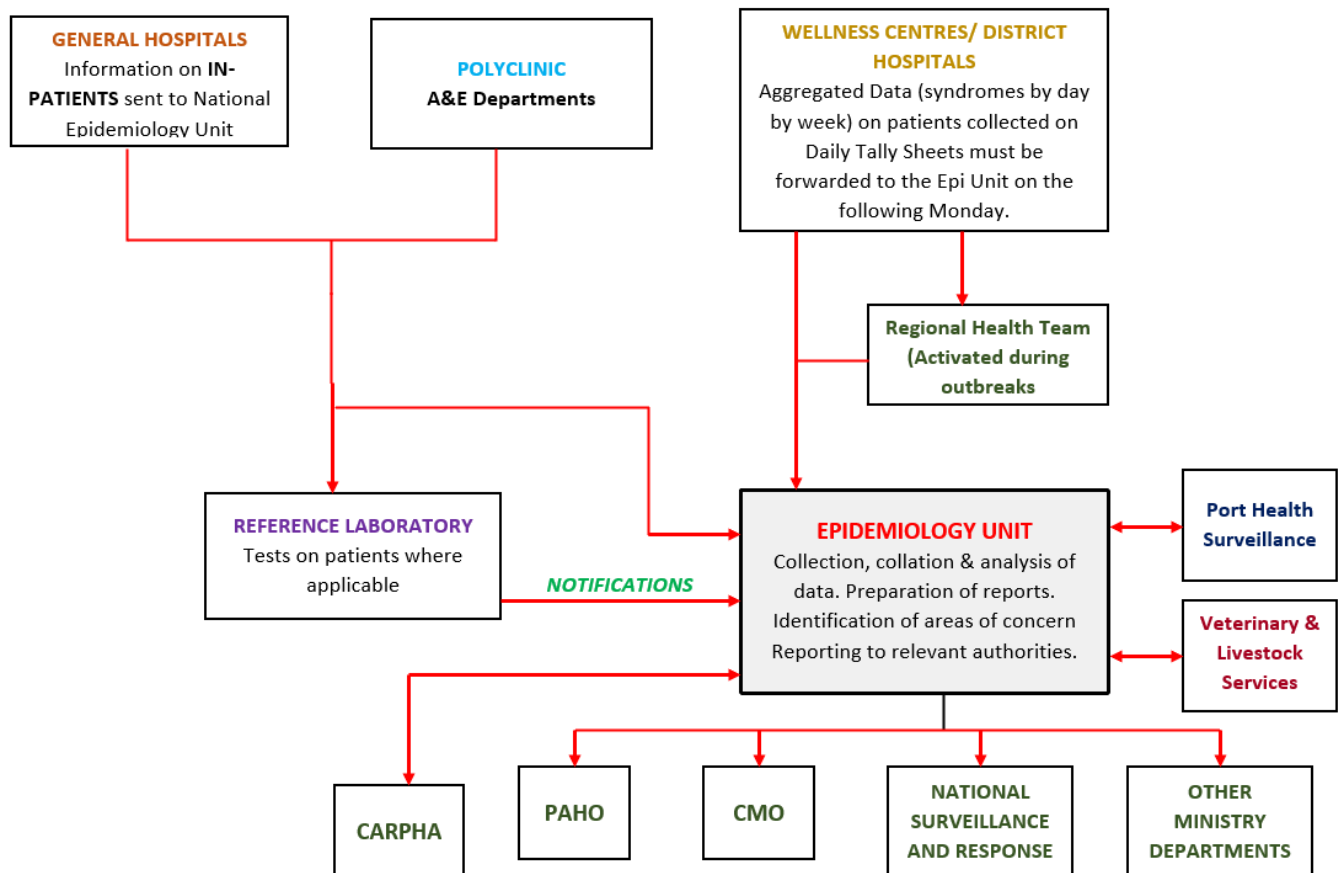 GENERAL HOSPITALS
Information on IN-
PATIENTS sent to National
Epidemiology Unit
POLYCLINIC
A&E Departments
WELLNESS CENTRES/ DISTRICT
HOSPITALS
Aggregated Data (syndromes by day
by week) on patients collected on
Daily Tally Sheets must be
forwarded to the Epi Unit on the
following Monday.
Regional Health Team
(Activated during
outbreaks
REFERENCE LABORATORY
Tests on patients where
applicable
NOTIFICATIONS
EPIDEMIOLOGY UNIT
Collection, collation & analysis of
data. Preparation of reports.
Identification of areas of concern
Reporting to relevant authorities.
Port Health
Surveillance
Veterinary &
Livestock
Services
CARPHA
PAHO
CMO
NATIONAL
SURVEILLANCE
AND RESPONSE
OTHER
MINISTRY
DEPARTMENTS